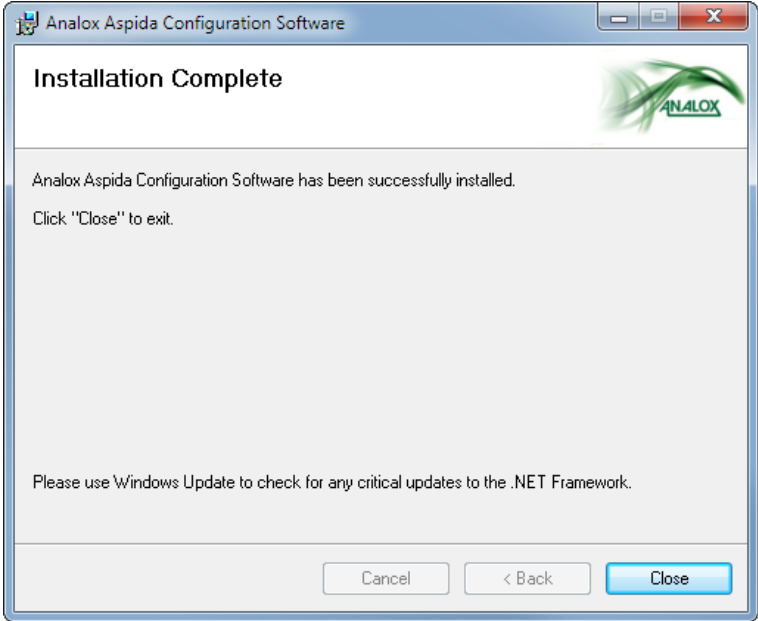 Analox Aspida Configuration Software
Installation Complete
ANALOX
Analox Aspida Configuration Software has been successfully installed.
Click "Close" to exit.
Please use Windows Update to check for any critical updates to the .NET Framework.
Cancel
< Back
Close